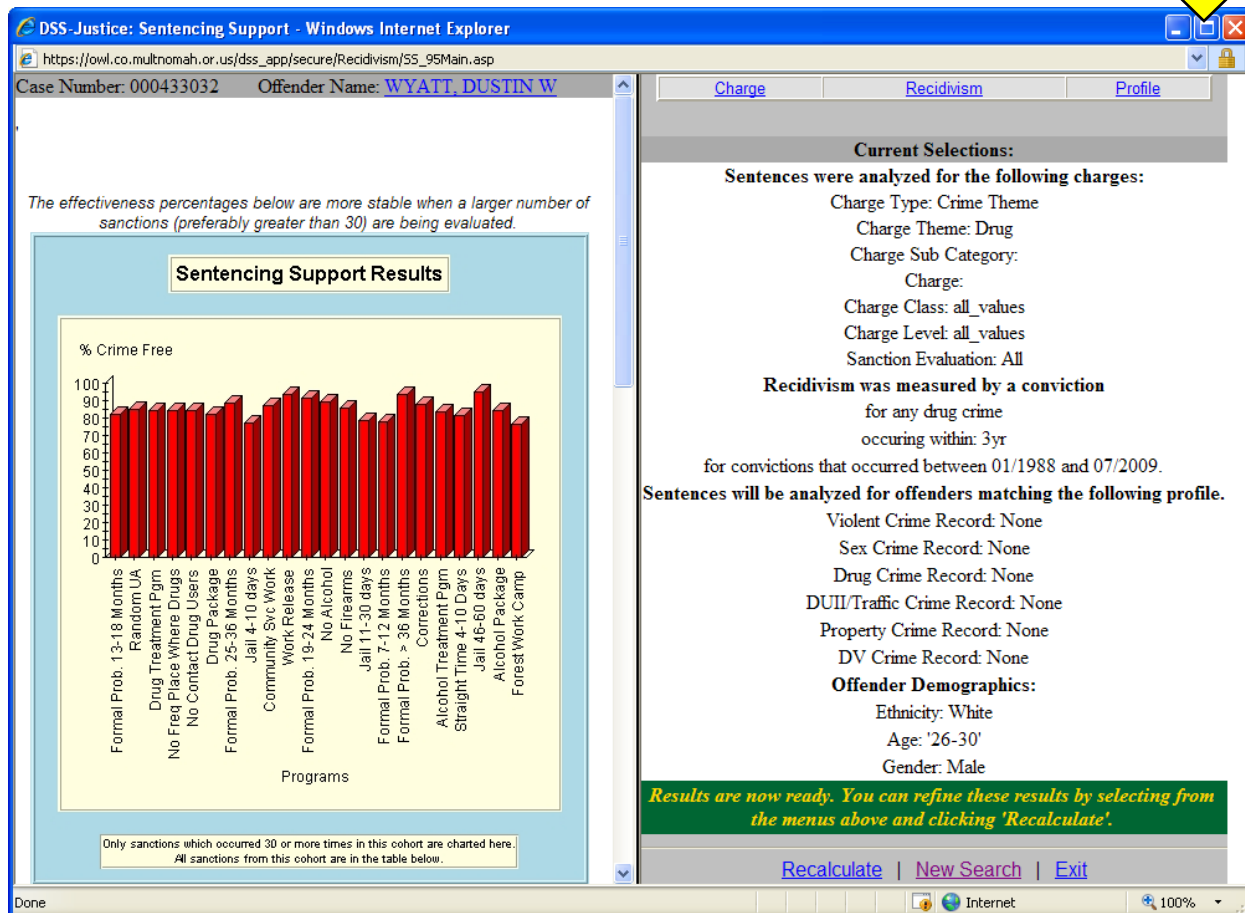 DSS-Justice: Sentencing Support - Windows Internet Explorer
https://owl.co.multnomah.or.us/dss_app/secure/Recidivism/SS_95Main.asp
Case Number: 000433032 Offender Name: WYATT, DUSTIN W
'
The effectiveness percentages below are more stable when a larger number of
sanctions (preferably greater than 30) are being evaluated.
Sentencing Support Results
% Crime Free
100
90
80
70
60
50
40
30
20
10
0
Formal Prob. 13-18 Months
Random UA
Drug Treatment Pgm
No Freq Place Where Drugs
No Contact Drug Users
Drug Package
Formal Prob. 25-36 Months
Jail 4-10 days
Community Svc Work
Work Release
Formal Prob. 19-24 Months
No Alcohol
No Firearms
Jail 11-30 days
Formal Prob. 7-12 Months
Formal Prob. > 36 Months
Corrections
Alcohol Treatment Pgm
Straight Time 4-10 Days
Jail 46-60 days
Alcohol Package
Forest Work Camp
Programs
Only sanctions which occurred 30 or more times in this cohort are charted here.
All sanctions from this cohort are in the table below.
Charge Recidivism Profile
Current Selections:
Sentences were analyzed for the following charges:
Charge Type: Crime Theme
Charge Theme: Drug
Charge Sub Category:
Charge:
Charge Class: all_values
Charge Level: all_values
Sanction Evaluation: All
Recidivism was measured by a conviction
for any drug crime
occuring within: 3yr
for convictions that occurred between 01/1988 and 07/2009.
Sentences will be analyzed for offenders matching the following profile.
Violent Crime Record: None
Sex Crime Record: None
Drug Crime Record: None
DUII/Traffic Crime Record: None
Property Crime Record: None
DV Crime Record: None
Offender Demographics:
Ethnicity: White
Age: '26-30'
Gender: Male
Results are now ready. You can refine these results by selecting from
the menus above and clicking 'Recalculate'.
Recalculate | New Search | Exit
Done Internet 100%